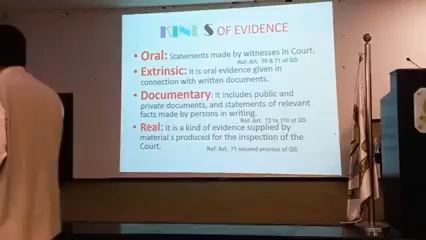 KINDS OF EVIDENCE
• Oral: Statements made by witnesses in Court.
Ref: Art. 70 & 71 of QS
• Extrinsic: It is oral evidence given in
connection with written documents.
• Documentary: It includes public and
private documents, and statements of relevant
facts made by persons in writing.
Ref: Art. 72 to 110 of QS
• Real: It is a kind of evidence supplied by
material s produced for the inspection of the
Court.
Ref: Art. 71 second proviso of QS